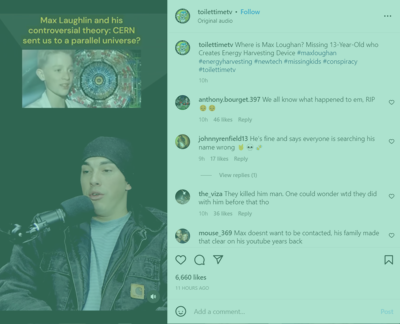 Max Laughlin and his
controversial theory: CERN
sent us to a parallel universe?
toilettimetv • Follow
Original audio
toilettimetv Where is Max Loughan? Missing 13-Year-Old who
Creates Energy Harvesting Device #maxloughan
#energyharvesting #newtech #missingkids #conspiracy
#toilettimetv
10h
anthony.bourget.397 We all know what happened to em. RIP
10h 46 likes Reply
johnnyrenfield13 He's fine and says everyone is searching his
name wrong
9h 17 likes Reply
View replies (1)
the_viza They killed him man. One could wonder wtd they did
with him before that tho
10h 36 likes Reply
mouse_369 Max doesnt want to be contacted, his family made
that clear on his youtube years back
6,660 likes
11 HOURS AGO
Add a comment...
Post